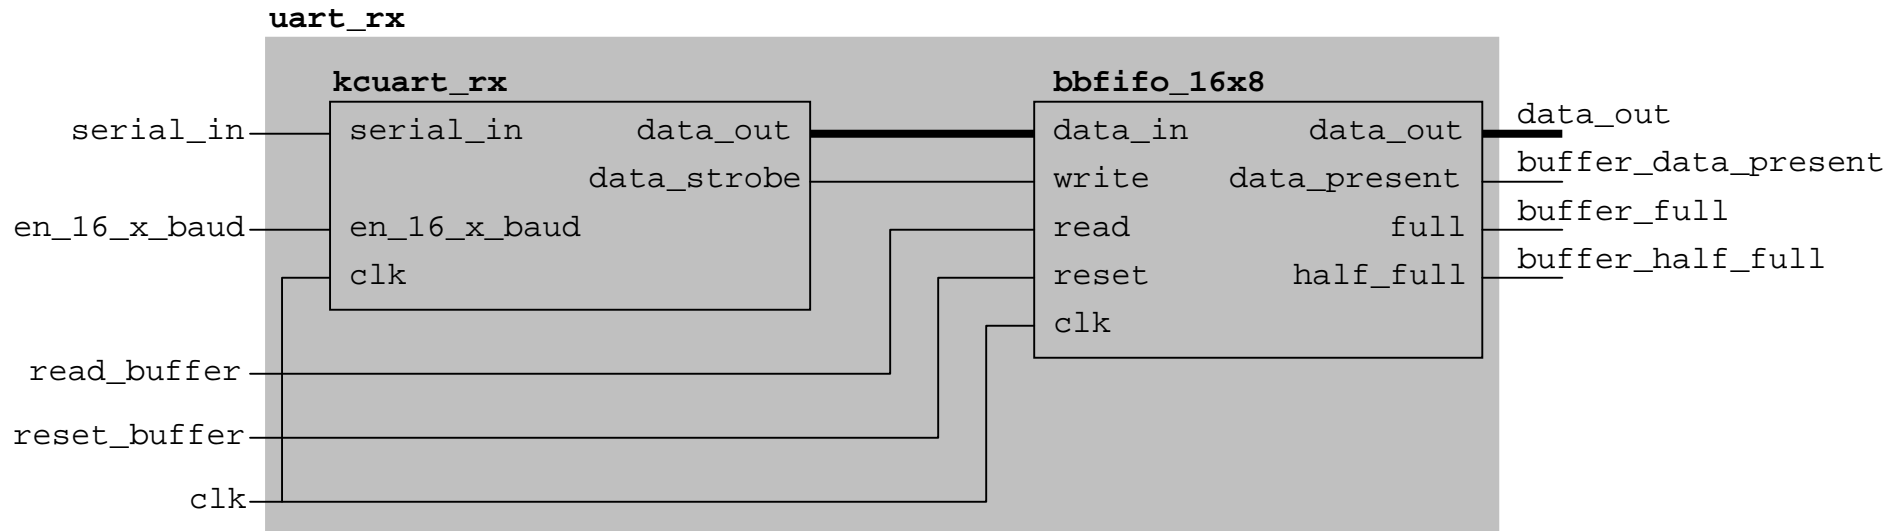 uart_rx
kcuart_rx
bbfifo_16x8
serial_in
serial_in
data_out
data_in
data_out
data_out
data_strobe
write
data_present
buffer_data_present
en_16_x_baud
en_16_x_baud
read
full
buffer_full
clk
reset
half_full
buffer_half_full
clk
read_buffer
reset_buffer
clk